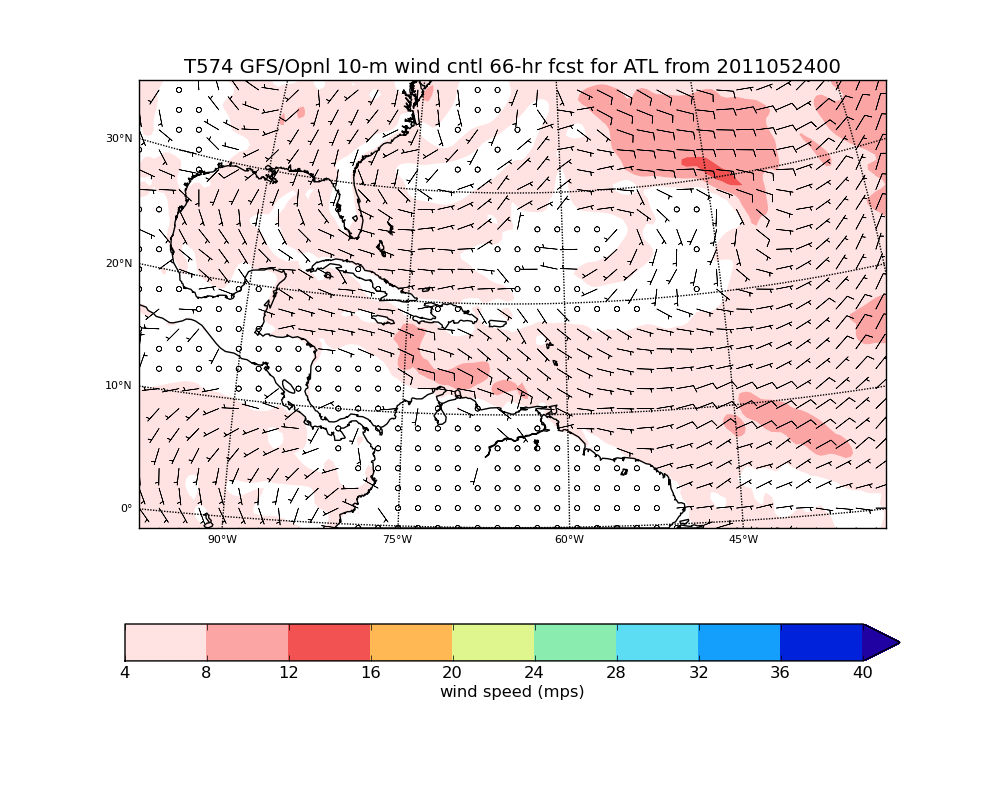 T574 GFS/Opnl 10-m wind cntl 66-hr fcst for ATL from 2011052400
30°N
20°N
10°N
0°
90°W 75°W 60°W 45°W
4 8 12 16 20 24 28 32 36 40
wind speed (mps)